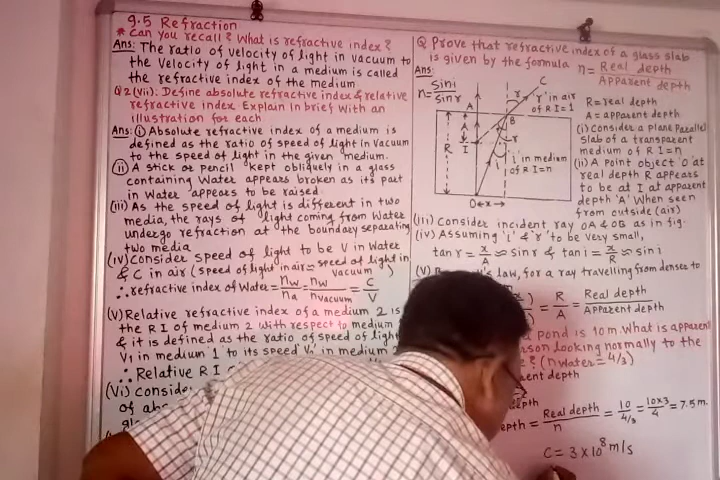 9.5 Refraction
* Can you recall? What is refractive index?
Ans: The ratio of velocity of light in vacuum to
the velocity of light in a medium is called
the refractive index of the medium
Q2(vii): Define absolute refractive index & relative
refractive index Explain in brief with an
illustration for each
Ans: (i) Absolute refractive index of a medium is
defined as the ratio of speed of light in vacuum
to the speed of light in the given medium.
(ii) A stick or pencil kept obliquely in a glass
containing water appears broken as its part
in water appears to be raised
(iii) As the speed of light is different in two
media, the rays of light coming from water
undergo refraction at the boundary separating
two media
(iv) Consider speed of light to be V in water
& C in air (speed of light in air ≈ speed of light in
vacuum)
∴ refractive index of water = nw/na = nw/nvacuum = C/V
(v) Relative refractive index of a medium 2 is
the R I of medium 2 with respect to medium
& it is defined as the ratio of speed of light
V1 in medium 1 to its speed V2 in medium 2
∴ Relative R I
(vi) Consider
of
Q Prove that refractive index of a glass slab
is given by the formula n = Real depth / Apparent depth
Ans:
n = sin i / sin r
C
r
'r' in air
of R I = 1
A
B
A
R
I
r
i
'i' in medium
of R I = n
O ← x →
R = real depth
A = apparent depth
(i) Consider a plane parallel
slab of a transparent
medium of R I = n
(ii) A point object 'O' at
real depth R appears
to be at I at apparent
depth 'A' when seen
from outside (air)
(iii) Consider incident ray OA & OB as in fig.
(iv) Assuming 'i' & 'r' to be very small,
tan r = x/A ≈ sin r & tan i = x/R ≈ sin i
(v) law, for a ray travelling from denser to
= R/A = Real depth / Apparent depth
pond is 10 m. What is apparent
looking normally to the
? (n water = 4/3)
depth
depth
= Real depth / n = 10 / 4/3 = 10×3 / 4 = 7.5 m.
C = 3 × 10⁸ m/s